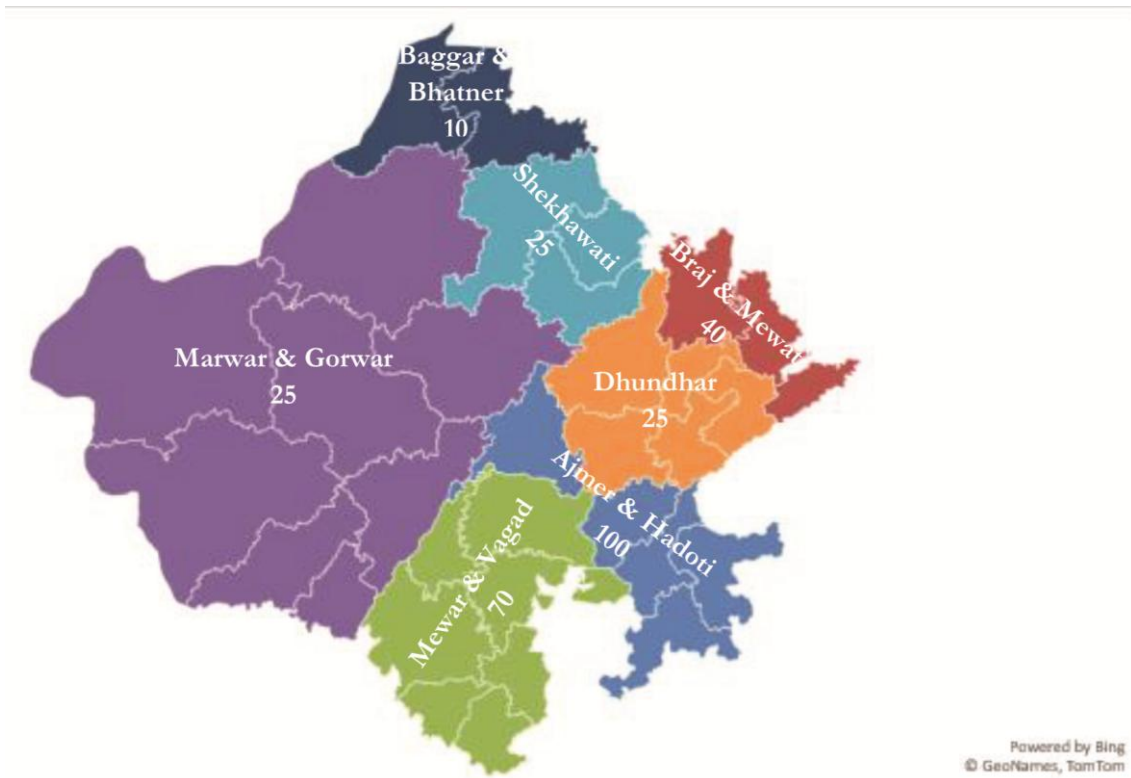 Baggar &
Bhatner
10
Shekhawati
25
Braj & Mewat
40
Marwar & Gorwar
25
Dhundhar
25
Ajmer & Hadoti
100
Mewar & Vagad
70
Powered by Bing
© GeoNames, TomTom